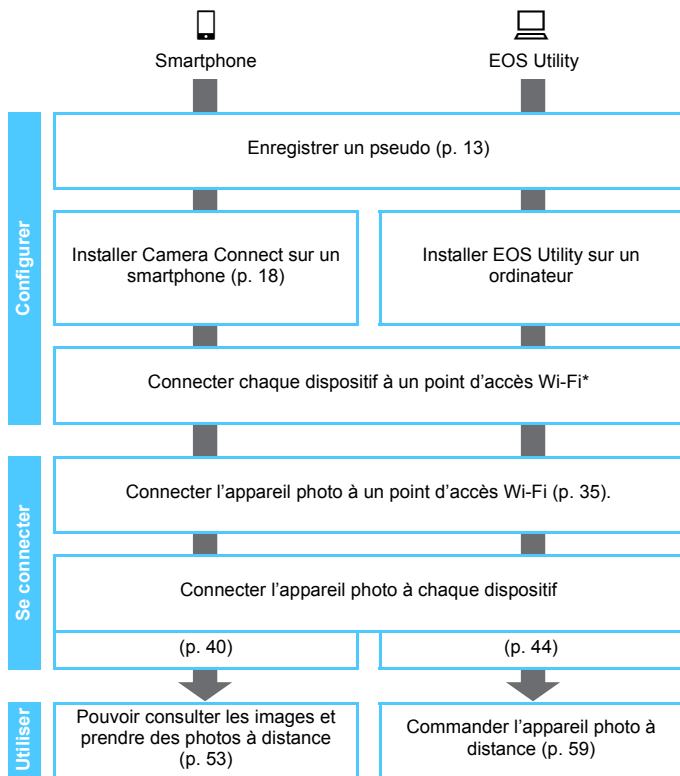 Smartphone
EOS Utility
Configurer
Enregistrer un pseudo (p. 13)
Installer Camera Connect sur un
smartphone (p. 18)
Installer EOS Utility sur un
ordinateur
Connecter chaque dispositif à un point d'accès Wi-Fi*
Se connecter
Connecter l'appareil photo à un point d'accès Wi-Fi (p. 35).
Connecter l'appareil photo à chaque dispositif
(p. 40)
(p. 44)
Utiliser
Pouvoir consulter les images et
prendre des photos à distance
(p. 53)
Commander l'appareil photo à
distance (p. 59)